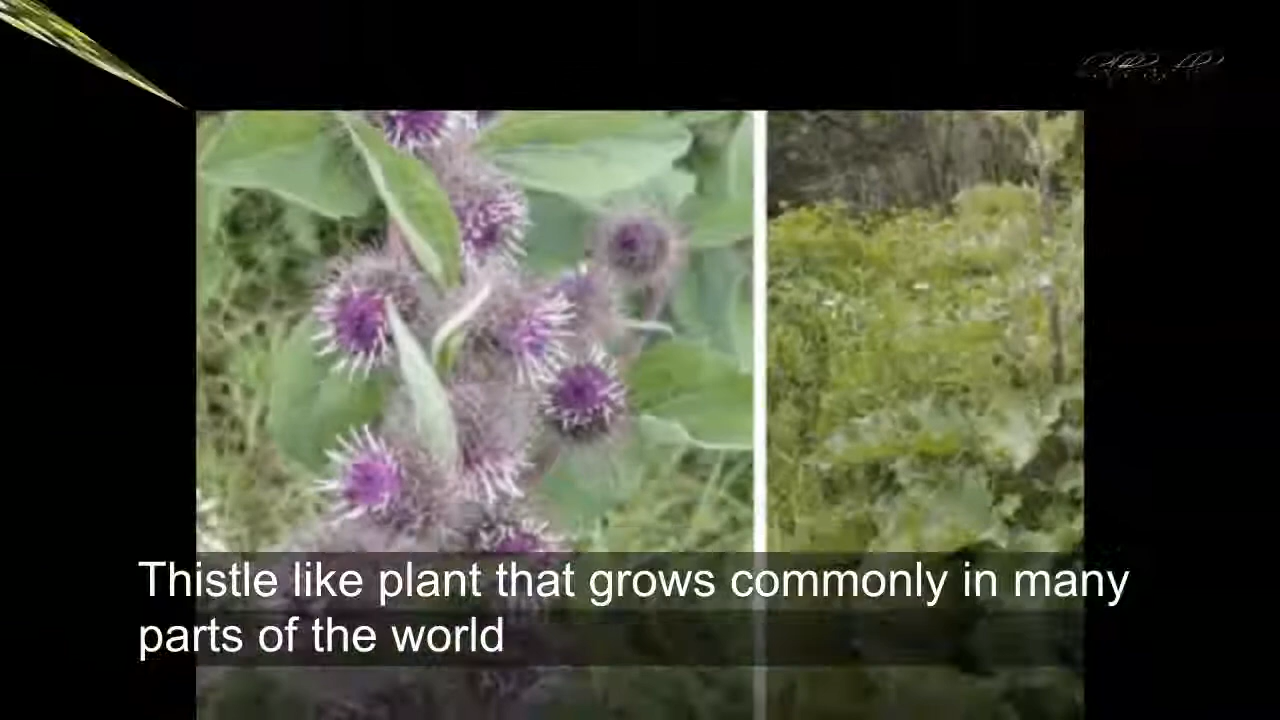 Thistle like plant that grows commonly in many
parts of the world